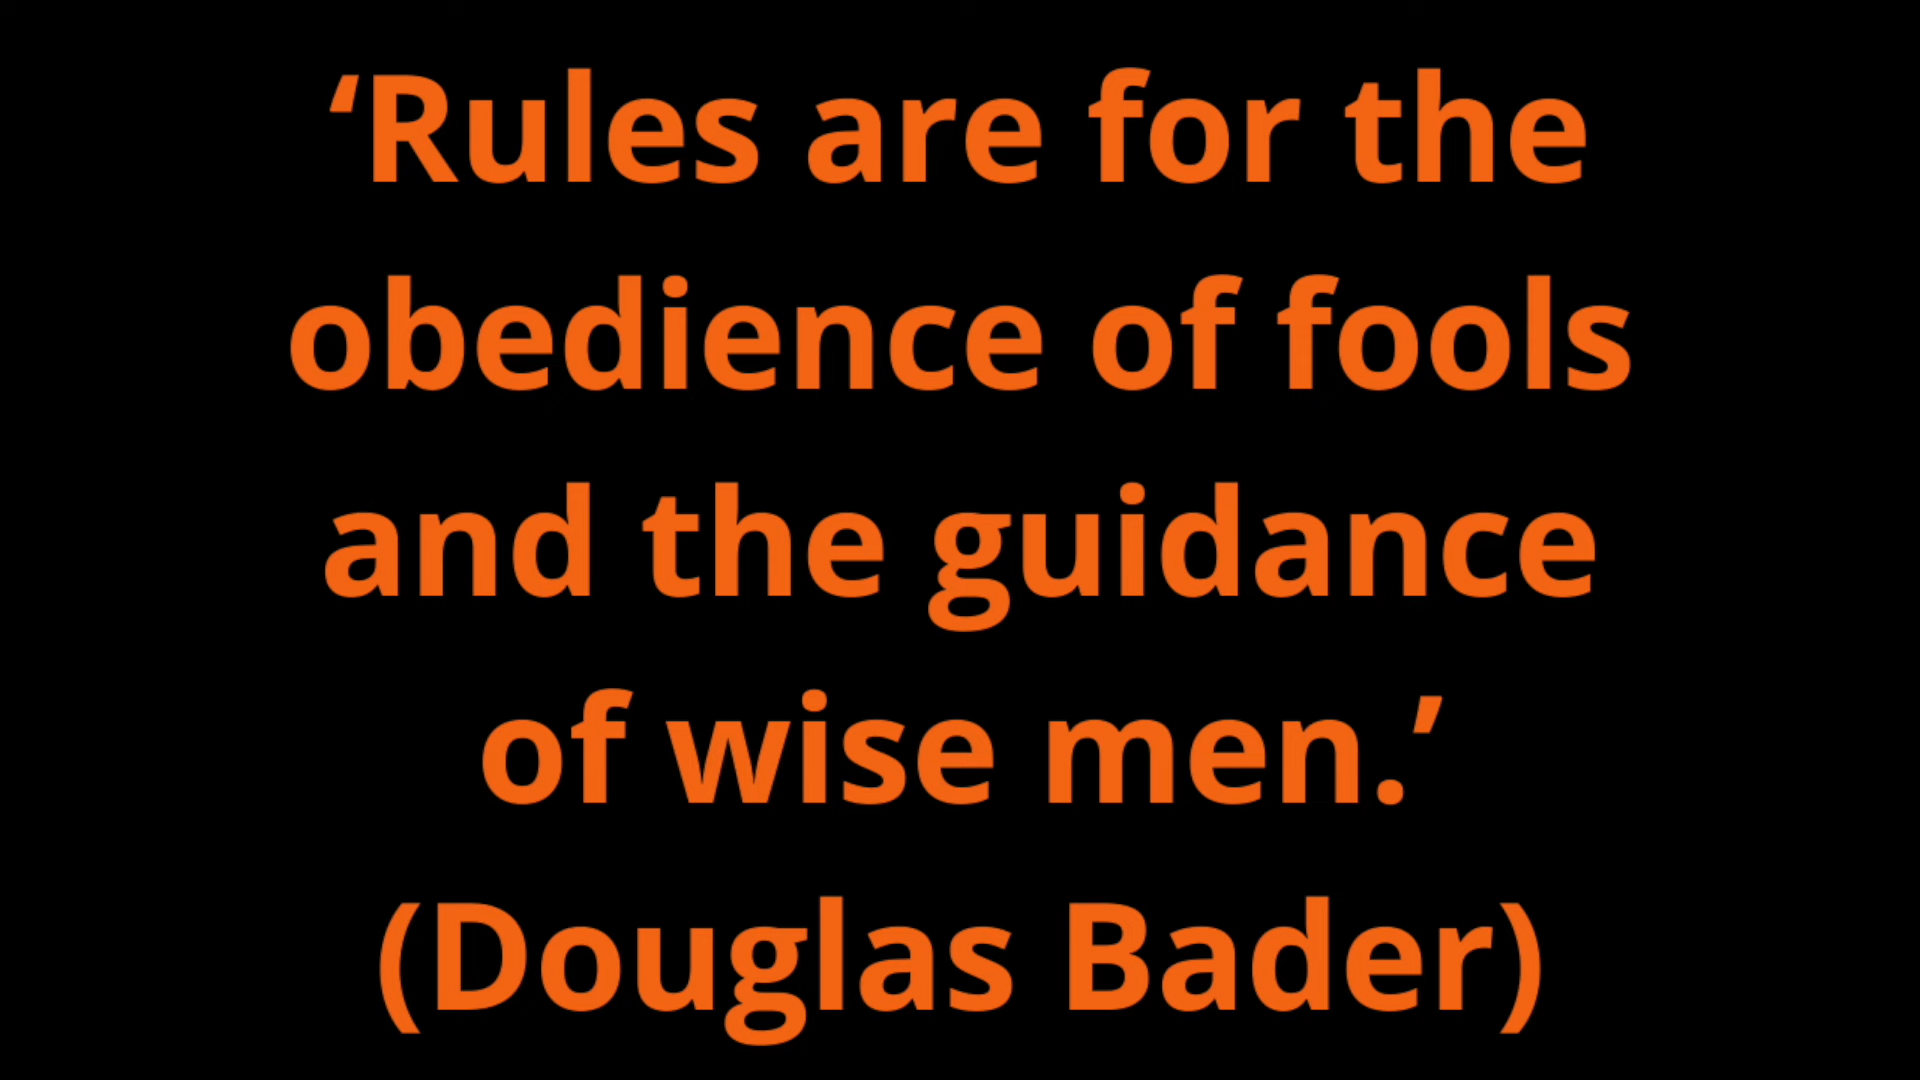 ‘Rules are for the
obedience of fools
and the guidance
of wise men.’
(Douglas Bader)